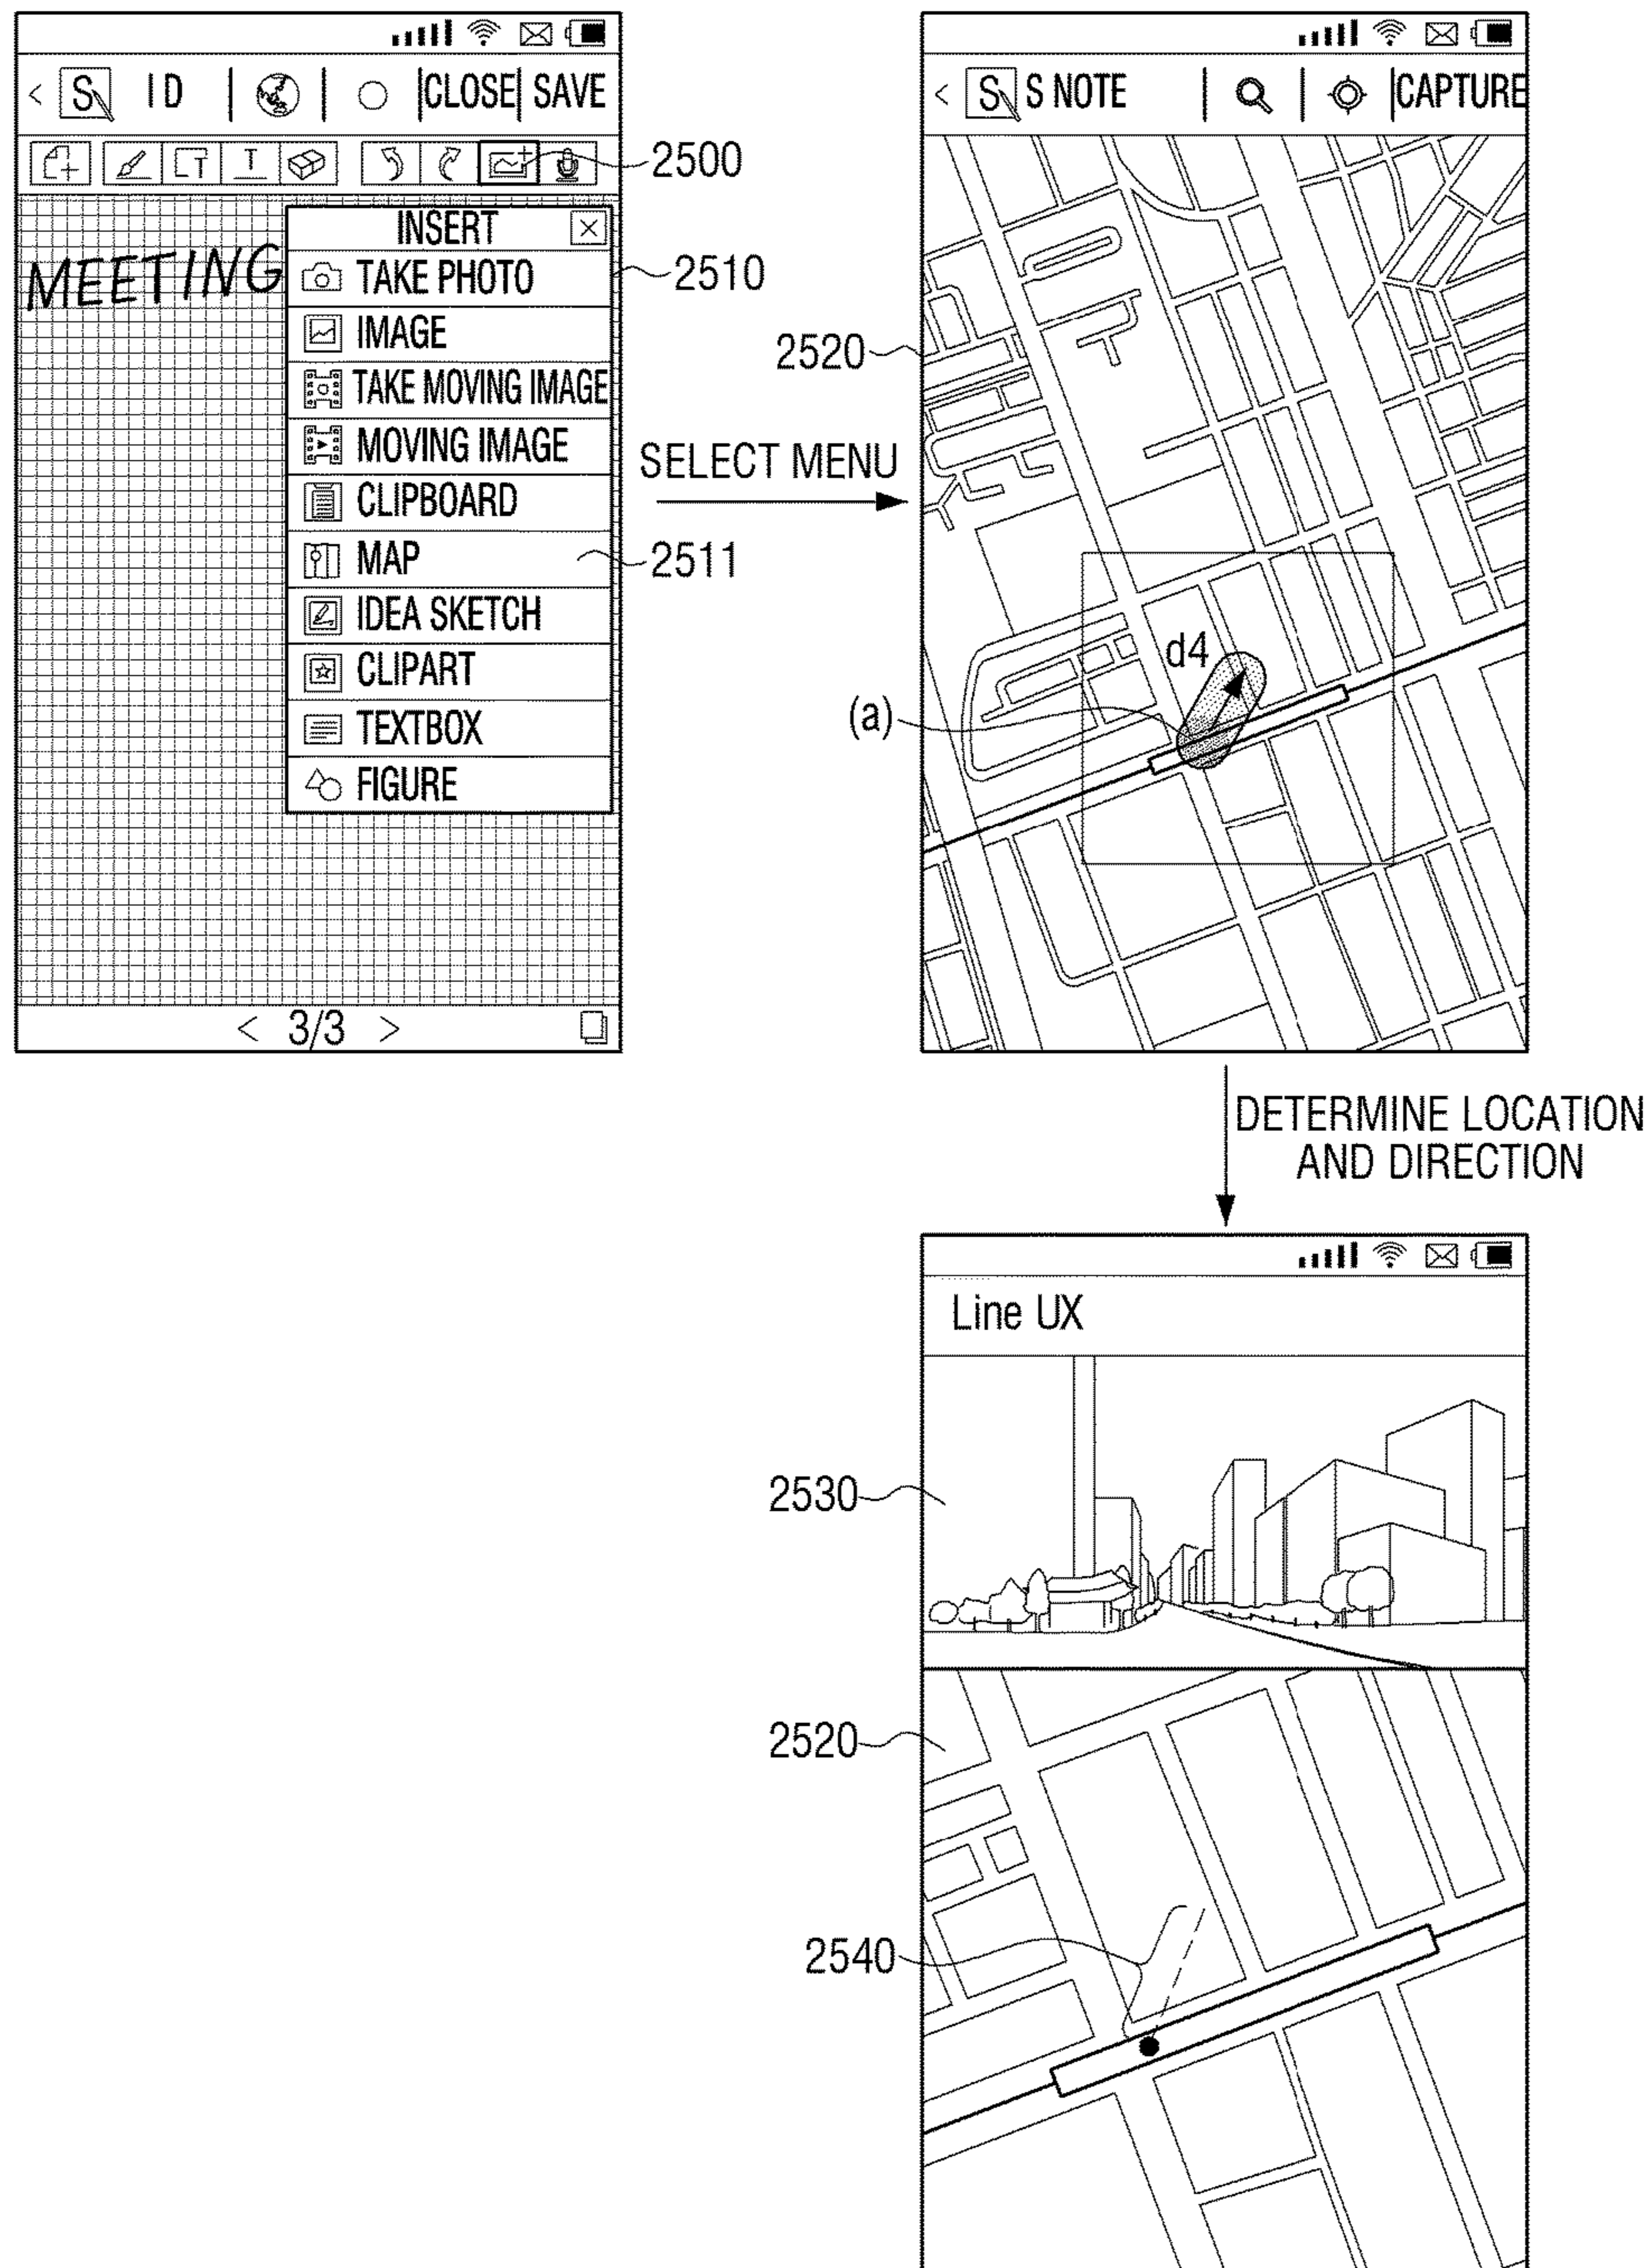 < S ID | | CLOSE | SAVE
T T
2500
INSERT
MEETING
TAKE PHOTO
2510
IMAGE
TAKE MOVING IMAGE
MOVING IMAGE
CLIPBOARD
MAP
2511
IDEA SKETCH
CLIPART
TEXTBOX
FIGURE
< 3/3 >
SELECT MENU
< S S NOTE | | CAPTURE
2520
d4
(a)
DETERMINE LOCATION
AND DIRECTION
Line UX
2530
2520
2540